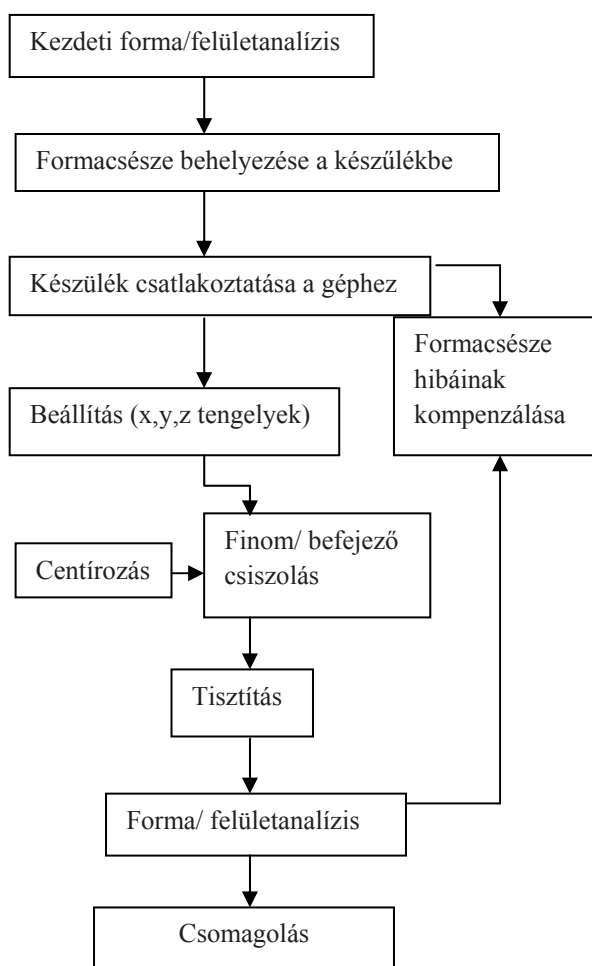 Kezdeti forma/felületanalízis
Formacsésze behelyezése a készűlékbe
Készülék csatlakoztatása a géphez
Formacsésze
hibáinak
kompenzálása
Beállítás (x,y,z tengelyek)
Finom/ befejező
csiszolás
Centírozás
Tisztítás
Forma/ felületanalízis
Csomagolás